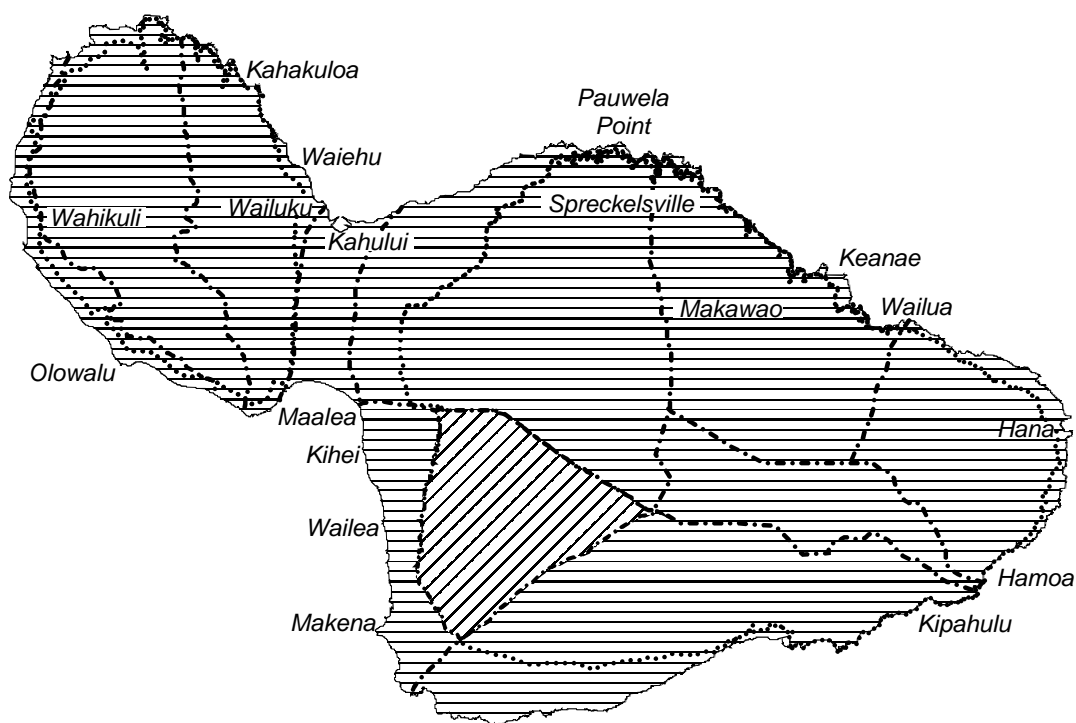 Kahakuloa
Pauwela
Point
Waiehu
Wahikuli
Wailuku
Spreckelsville
Kahului
Keanae
Makawao
Wailua
Olowalu
Maalea
Hana
Kihei
Wailea
Hamoa
Makena
Kipahulu